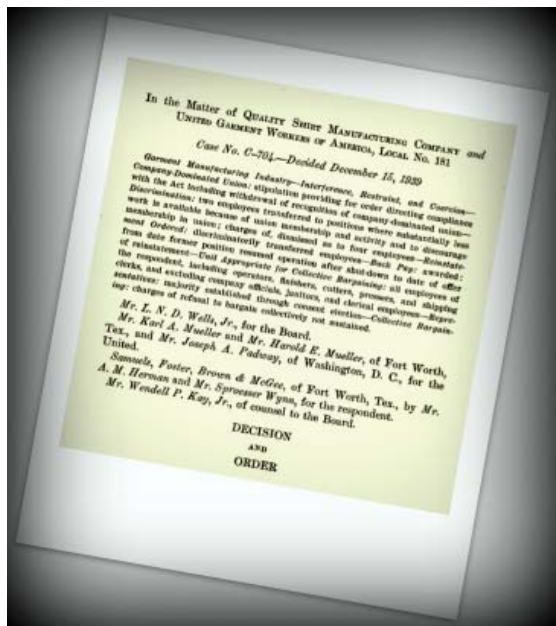 In the Matter of QUALITY SHIRT MANUFACTURING COMPANY and
UNITED GARMENT WORKERS OF AMERICA, LOCAL No. 181
Case No. C-704.—Decided December 15, 1939
Garment Manufacturing Industry—Interference, Restraint, and Coercion—
Company-Dominated Union: stipulation providing for order directing compliance
with the Act including withdrawal of recognition of company-dominated union—
Discrimination: two employees transferred to positions where substantially less
work is available because of union membership and activity and to discourage
membership in union; charges of, dismissed as to four employees—Reinstate-
ment Ordered: discriminatorily transferred employees—Back Pay: awarded:
from date former position resumed operation after shut-down to date of offer
of reinstatement—Unit Appropriate for Collective Bargaining: all employees of
the respondent, including operators, finishers, cutters, pressers, and shipping
clerks, and excluding company officials, janitors, and clerical employees—Repre-
sentatives: majority established through consent election—Collective Bargain-
ing: charges of refusal to bargain collectively not sustained.
Mr. L. N. D. Wells, Jr., for the Board.
Mr. Karl A. Mueller and Mr. Harold E. Mueller, of Fort Worth,
Tex., and Mr. Joseph A. Padway, of Washington, D. C., for the
United.
Samuels, Foster, Brown & McGee, of Fort Worth, Tex., by Mr.
A. M. Herman and Mr. Sproesser Wynn, for the respondent.
Mr. Wendell P. Kay, Jr., of counsel to the Board.
DECISION
AND
ORDER